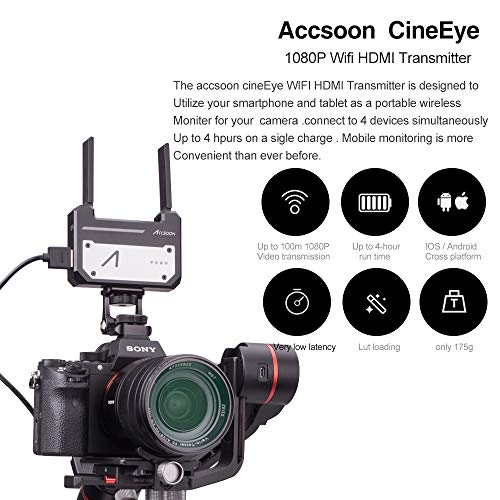 Accsoon CineEye
1080P Wifi HDMI Transmitter
The accsoon cineEye WIFI HDMI Transmitter is designed to
Utilize your smartphone and tablet as a portable wireless
Moniter for your camera .connect to 4 devices simultaneously
Up to 4 hpurs on a sigle charge . Mobile monitoring is more
Convenient than ever before.
Up to 100m 1080P
Video transmission
Up to 4-hour
run time
IOS / Android
Cross platform
Very low latency
Lut loading
only 175g
T
ACCSOON
SONY